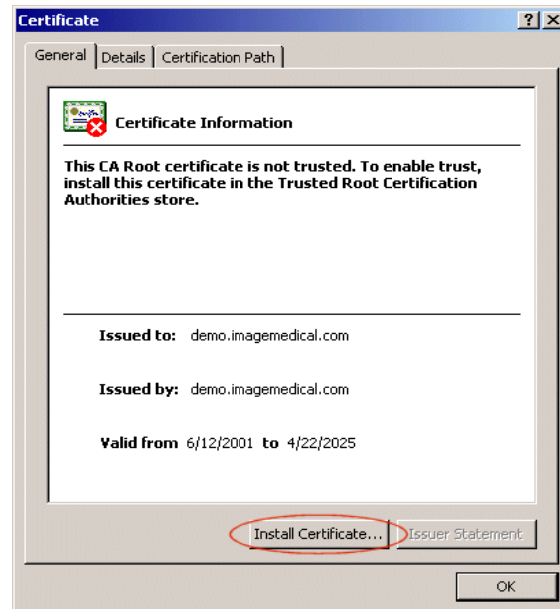 Certificate
General Details Certification Path
Certificate Information
This CA Root certificate is not trusted. To enable trust,
install this certificate in the Trusted Root Certification
Authorities store.
Issued to: demo.imagemedical.com
Issued by: demo.imagemedical.com
Valid from 6/12/2001 to 4/22/2025
Install Certificate... Issuer Statement
OK